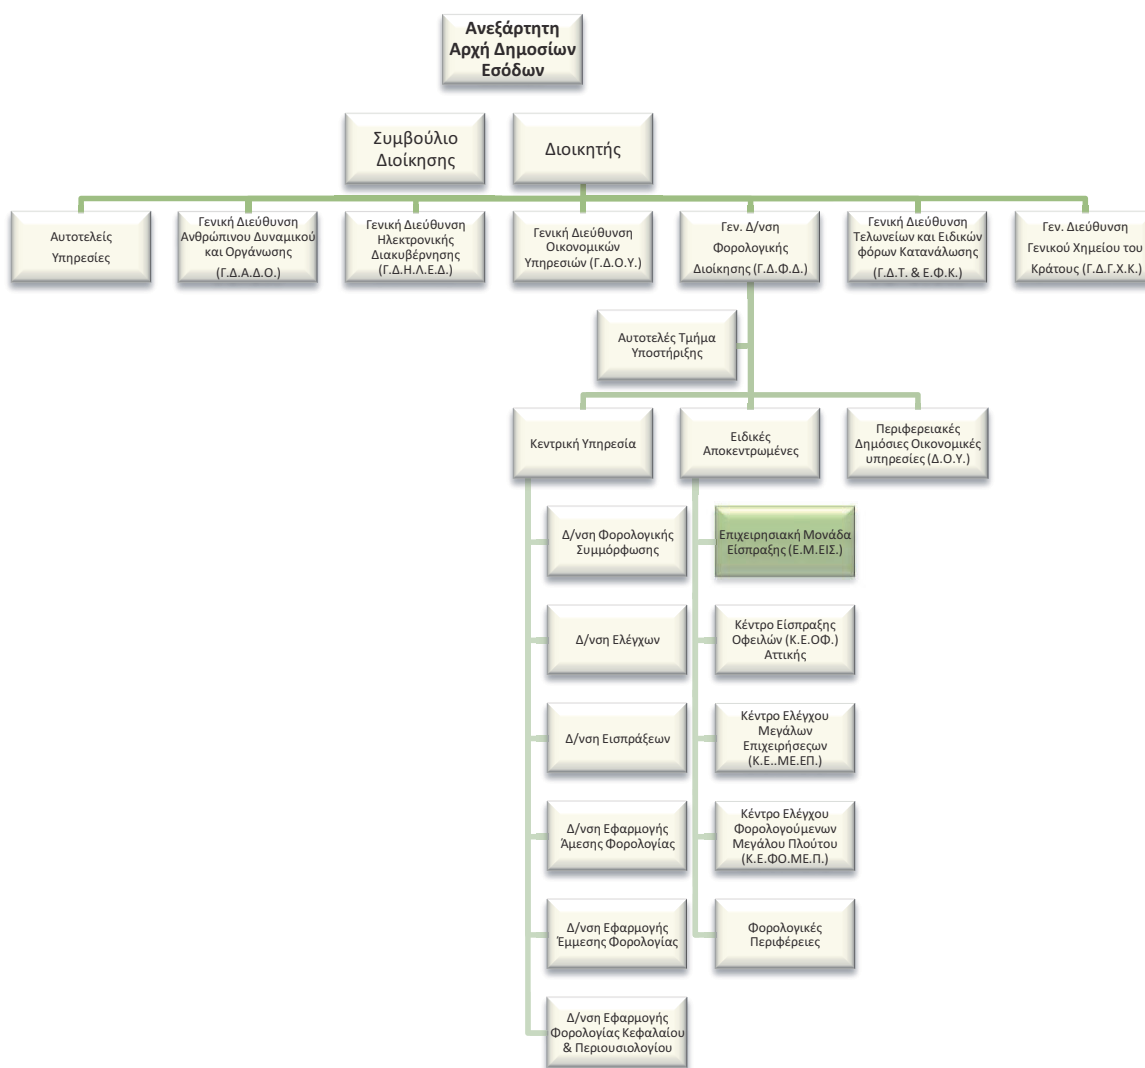 Ανεξάρτητη
Αρχή Δημοσίων
Εσόδων
Συμβούλιο
Διοίκησης
Διοικητής
Αυτοτελείς
Υπηρεσίες
Γενική Διεύθυνση
Ανθρώπινου Δυναμικού
και Οργάνωσης
(Γ.Δ.Α.Δ.Ο.)
Γενική Διεύθυνση
Ηλεκτρονικής
Διακυβέρνησης
(Γ.Δ.Η.Λ.Ε.Δ.)
Γενική Διεύθυνση
Οικονομικών
Υπηρεσιών (Γ.Δ.Ο.Υ.)
Γεν. Δ/νση
Φορολογικής
Διοίκησης (Γ.Δ.Φ.Δ.)
Γενική Διεύθυνση
Τελωνείων και Ειδικών
φόρων Κατανάλωσης
(Γ.Δ.Τ. & Ε.Φ.Κ.)
Γεν. Διεύθυνση
Γενικού Χημείου του
Κράτους (Γ.Δ.Γ.Χ.Κ.)
Αυτοτελές Τμήμα
Υποστήριξης
Κεντρική Υπηρεσία
Ειδικές
Αποκεντρωμένες
Περιφερειακές
Δημόσιες Οικονομικές
υπηρεσίες (Δ.Ο.Υ.)
Δ/νση Φορολογικής
Συμμόρφωσης
Δ/νση Ελέγχων
Δ/νση Εισπράξεων
Δ/νση Εφαρμογής
Άμεσης Φορολογίας
Δ/νση Εφαρμογής
Έμμεσης Φορολογίας
Δ/νση Εφαρμογής
Φορολογίας Κεφαλαίου
& Περιουσιολογίου
Επιχειρησιακή Μονάδα
Είσπραξης (Ε.Μ.ΕΙΣ.)
Κέντρο Είσπραξης
Οφειλών (Κ.Ε.ΟΦ.)
Αττικής
Κέντρο Ελέγχου
Μεγάλων
Επιχειρήσεςων
(Κ.Ε..ΜΕ.ΕΠ.)
Κέντρο Ελέγχου
Φορολογούμενων
Μεγάλου Πλούτου
(Κ.Ε.ΦΟ.ΜΕ.Π.)
Φορολογικές
Περιφέρειες